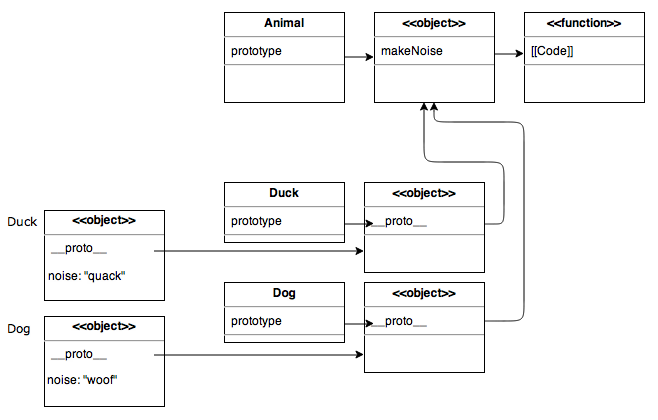 Animal
prototype
<<object>>
makeNoise
<<function>>
[[Code]]
Duck
prototype
<<object>>
__proto__
Duck
<<object>>
__proto__
noise: "quack"
Dog
prototype
<<object>>
__proto__
Dog
<<object>>
__proto__
noise: "woof"